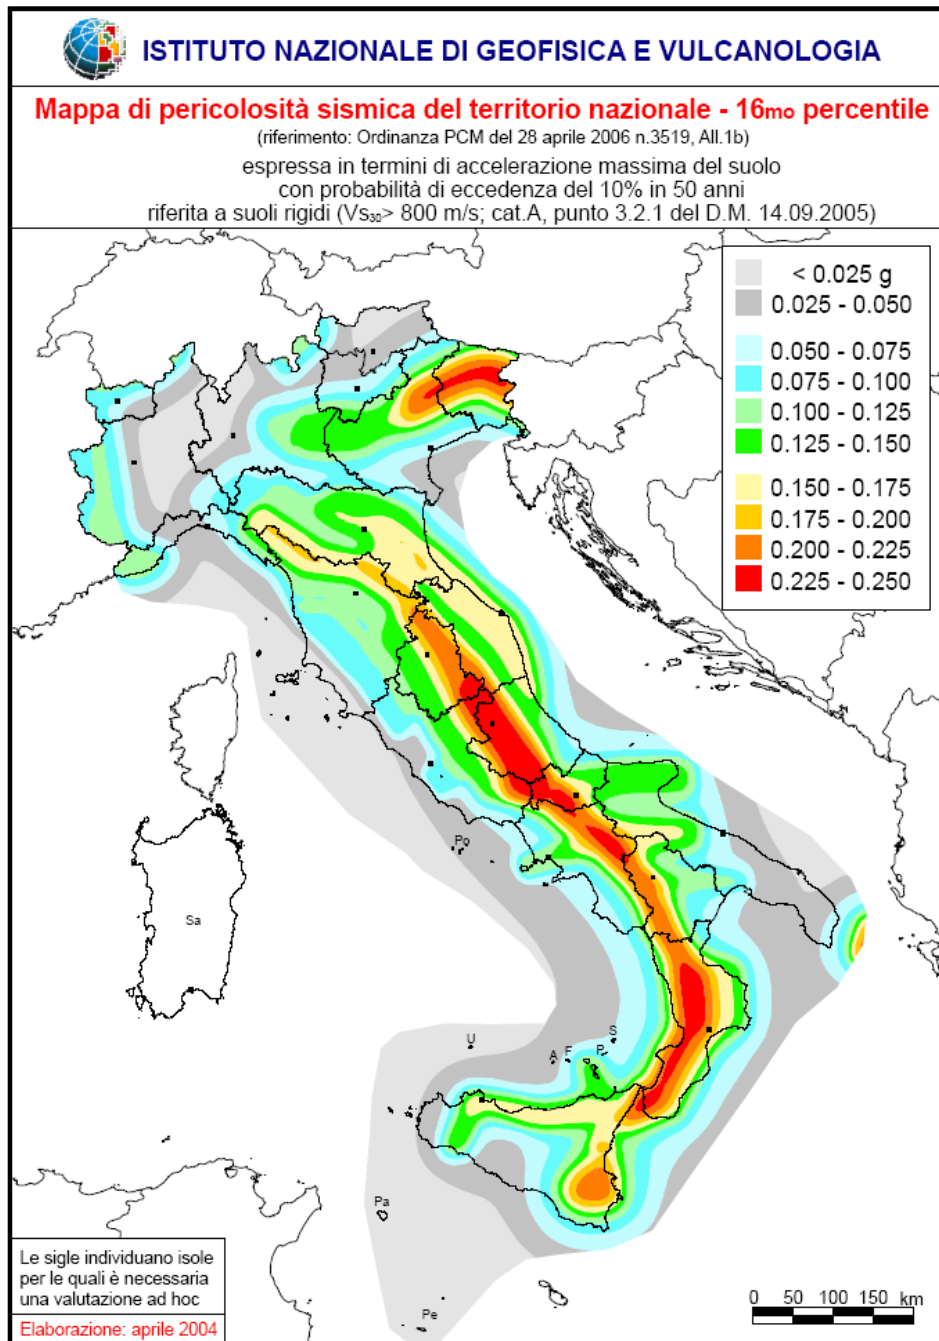 ISTITUTO NAZIONALE DI GEOFISICA E VULCANOLOGIA
Mappa di pericolosità sismica del territorio nazionale - 16mo percentile
(riferimento: Ordinanza PCM del 28 aprile 2006 n.3519, All.1b)
espressa in termini di accelerazione massima del suolo
con probabilità di eccedenza del 10% in 50 anni
riferita a suoli rigidi (Vs30> 800 m/s; cat.A, punto 3.2.1 del D.M. 14.09.2005)
< 0.025 g
0.025 - 0.050
0.050 - 0.075
0.075 - 0.100
0.100 - 0.125
0.125 - 0.150
0.150 - 0.175
0.175 - 0.200
0.200 - 0.225
0.225 - 0.250
Po
Sa
U
A
F
P
S
Pa
Pe
Le sigle individuano isole
per le quali è necessaria
una valutazione ad hoc
Elaborazione: aprile 2004
0 50 100 150 km